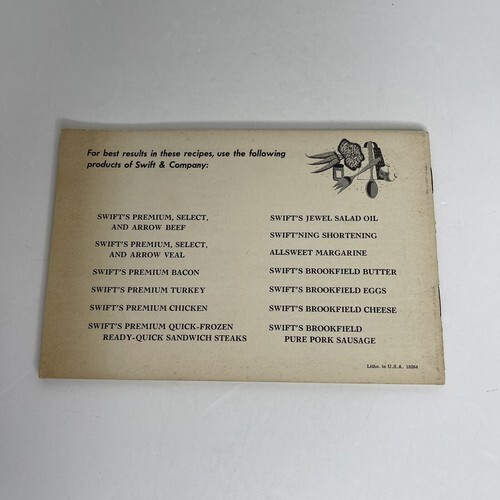 For best results in these recipes, use the following
products of Swift & Company:
SWIFT'S PREMIUM, SELECT,
AND ARROW BEEF
SWIFT'S PREMIUM, SELECT,
AND ARROW VEAL
SWIFT'S PREMIUM BACON
SWIFT'S PREMIUM TURKEY
SWIFT'S PREMIUM CHICKEN
SWIFT'S PREMIUM QUICK-FROZEN
READY-QUICK SANDWICH STEAKS
SWIFT'S JEWEL SALAD OIL
SWIFT'NING SHORTENING
ALLSWEET MARGARINE
SWIFT'S BROOKFIELD BUTTER
SWIFT'S BROOKFIELD EGGS
SWIFT'S BROOKFIELD CHEESE
SWIFT'S BROOKFIELD
PURE PORK SAUSAGE
Litho. in U.S.A.